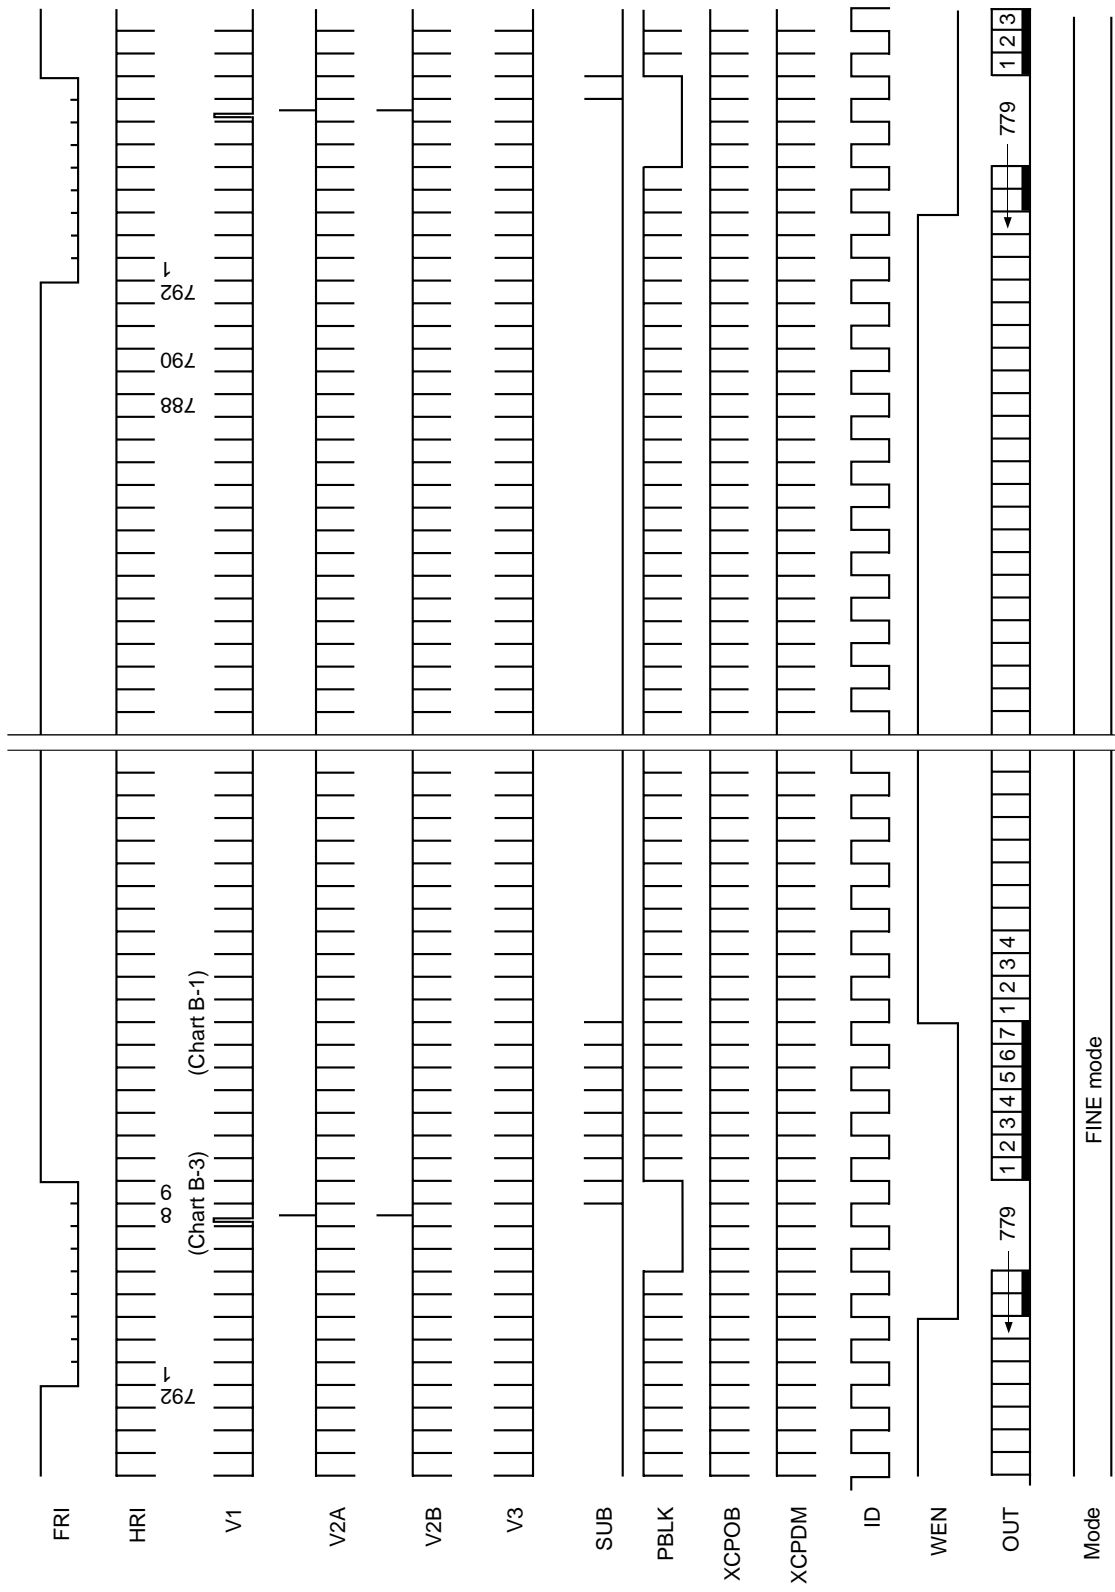 FRI
HRI
792
1
8
9
788
790
792
1
(Chart B-3)
(Chart B-1)
V1
V2A
V2B
V3
SUB
PBLK
XCPOB
XCPDM
ID
WEN
OUT
779
1 2 3 4 5 6 7 1 2 3 4
779
1 2 3
Mode
FINE mode